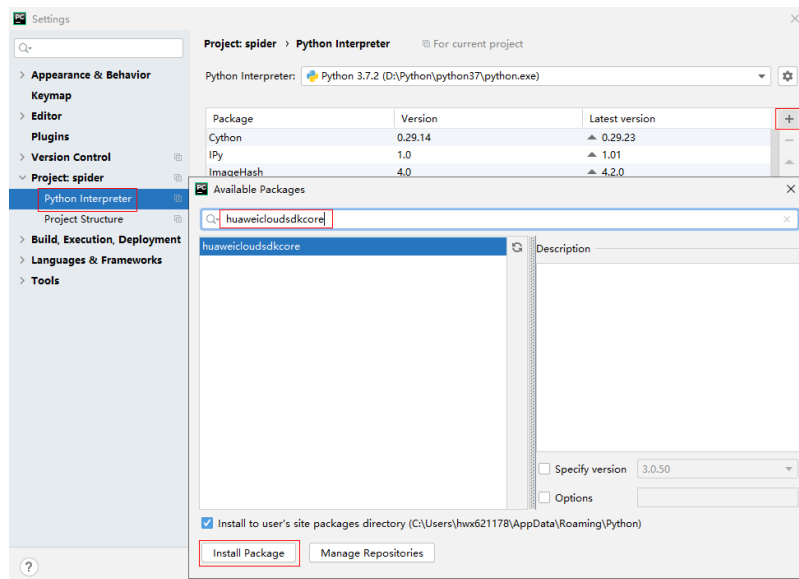 PC Settings
Project: spider > Python Interpreter For current project
Python Interpreter: Python 3.7.2 (D:\Python\python37\python.exe)
Appearance & Behavior
Keymap
Editor
Plugins
Version Control
Project: spider
Python Interpreter
Project Structure
Build, Execution, Deployment
Languages & Frameworks
Tools
Package Version Latest version
Cython 0.29.14 0.29.23
IPy 1.0 1.01
ImageHash 4.0 4.2.0
PC Available Packages
huaweicloudsdkcore
huaweicloudsdkcore
Description
Specify version 3.0.50
Options
Install to user's site packages directory (C:\Users\hwx621178\AppData\Roaming\Python)
Install Package Manage Repositories
?